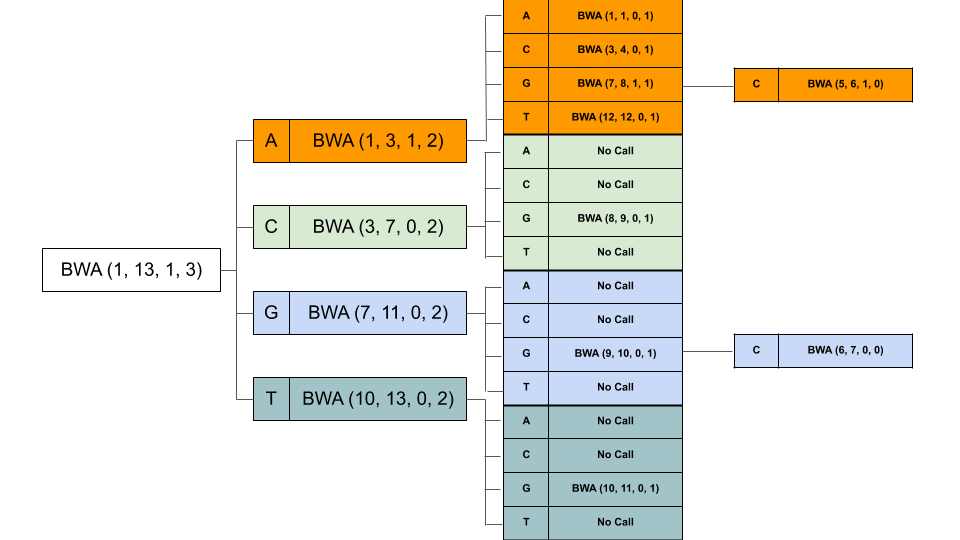 BWA (1, 13, 1, 3)
A BWA (1, 3, 1, 2)
C BWA (3, 7, 0, 2)
G BWA (7, 11, 0, 2)
T BWA (10, 13, 0, 2)
A BWA (1, 1, 0, 1)
C BWA (3, 4, 0, 1)
G BWA (7, 8, 1, 1)
T BWA (12, 12, 0, 1)
A No Call
C No Call
G BWA (8, 9, 0, 1)
T No Call
A No Call
C No Call
G BWA (9, 10, 0, 1)
T No Call
A No Call
C No Call
G BWA (10, 11, 0, 1)
T No Call
C BWA (5, 6, 1, 0)
C BWA (6, 7, 0, 0)